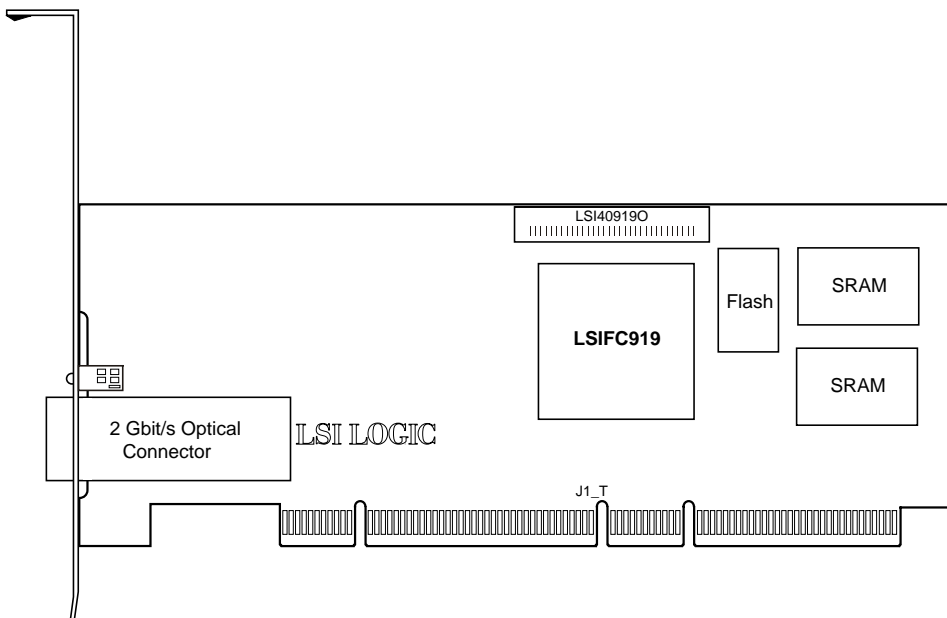 LSI40919O
SRAM
Flash
LSIFC919
SRAM
2 Gbit/s Optical
Connector
LSI LOGIC
J1_T